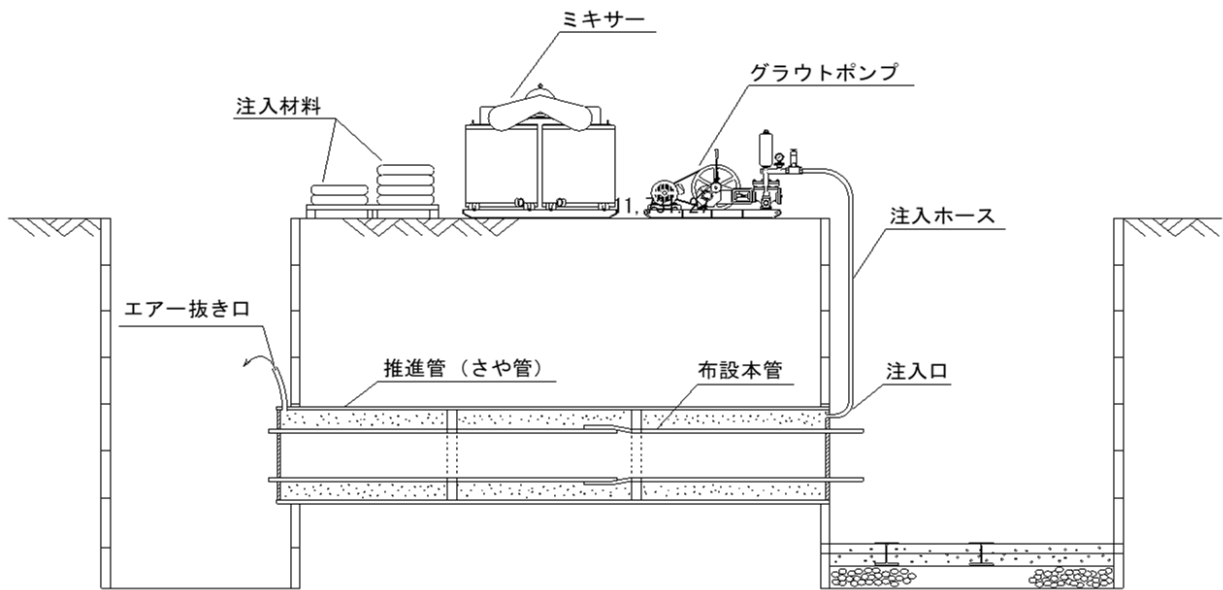 ミキサー
グラウトポンプ
注入材料
注入ホース
エアー抜き口
推進管（さや管）
布設本管
注入口